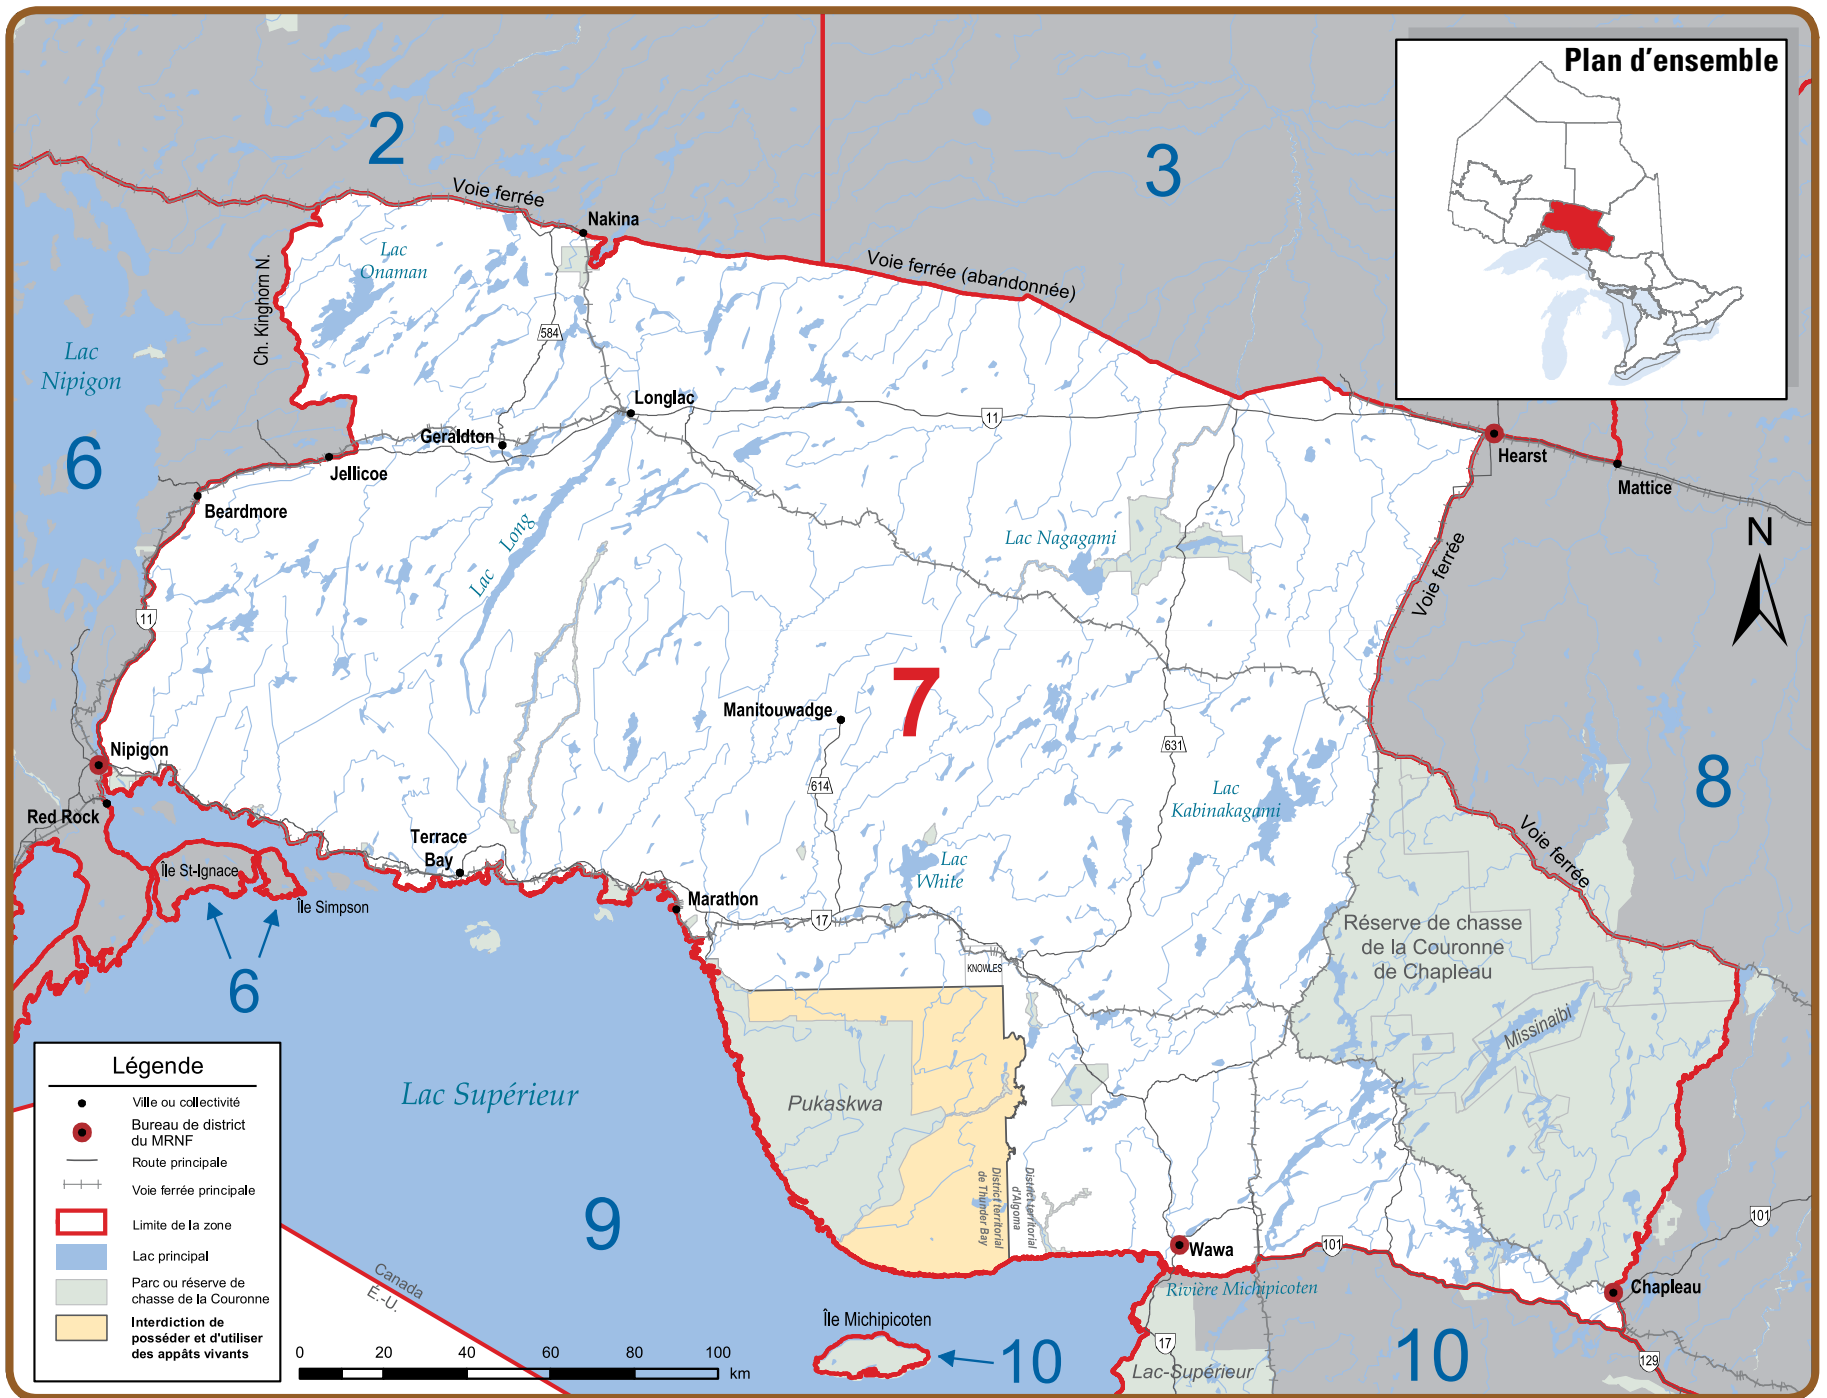 Plan d'ensemble
2
3
Voie ferrée
Nakina
Lac
Onaman
Voie ferrée (abandonnée)
Ch. Kinghorn N.
584
Lac
Nipigon
Longlac
11
Geraldton
6
Jellicoe
Hearst
Mattice
Beardmore
Lac Long
Lac Nagagami
N
Voie ferrée
11
7
Manitouwadge
631
Nipigon
614
8
Lac
Kabinakagami
Red Rock
Terrace
Bay
Voie ferrée
Île St-Ignace
Lac
White
Île Simpson
Marathon
17
Réserve de chasse
de la Couronne
de Chapleau
6
KNOWLES
Missinaibi
Lac Supérieur
Pukaskwa
District territorial
de Thunder Bay
District territorial
d'Algoma
9
101
Wawa
101
Canada
É.-U.
Rivière Michipicoten
Chapleau
Île Michipicoten
10
17
10
129
Lac-Supérieur
Légende
Ville ou collectivité
Bureau de district
du MRNF
Route principale
Voie ferrée principale
Limite de la zone
Lac principal
Parc ou réserve de
chasse de la Couronne
Interdiction de
posséder et d'utiliser
des appâts vivants
0 20 40 60 80 100
km